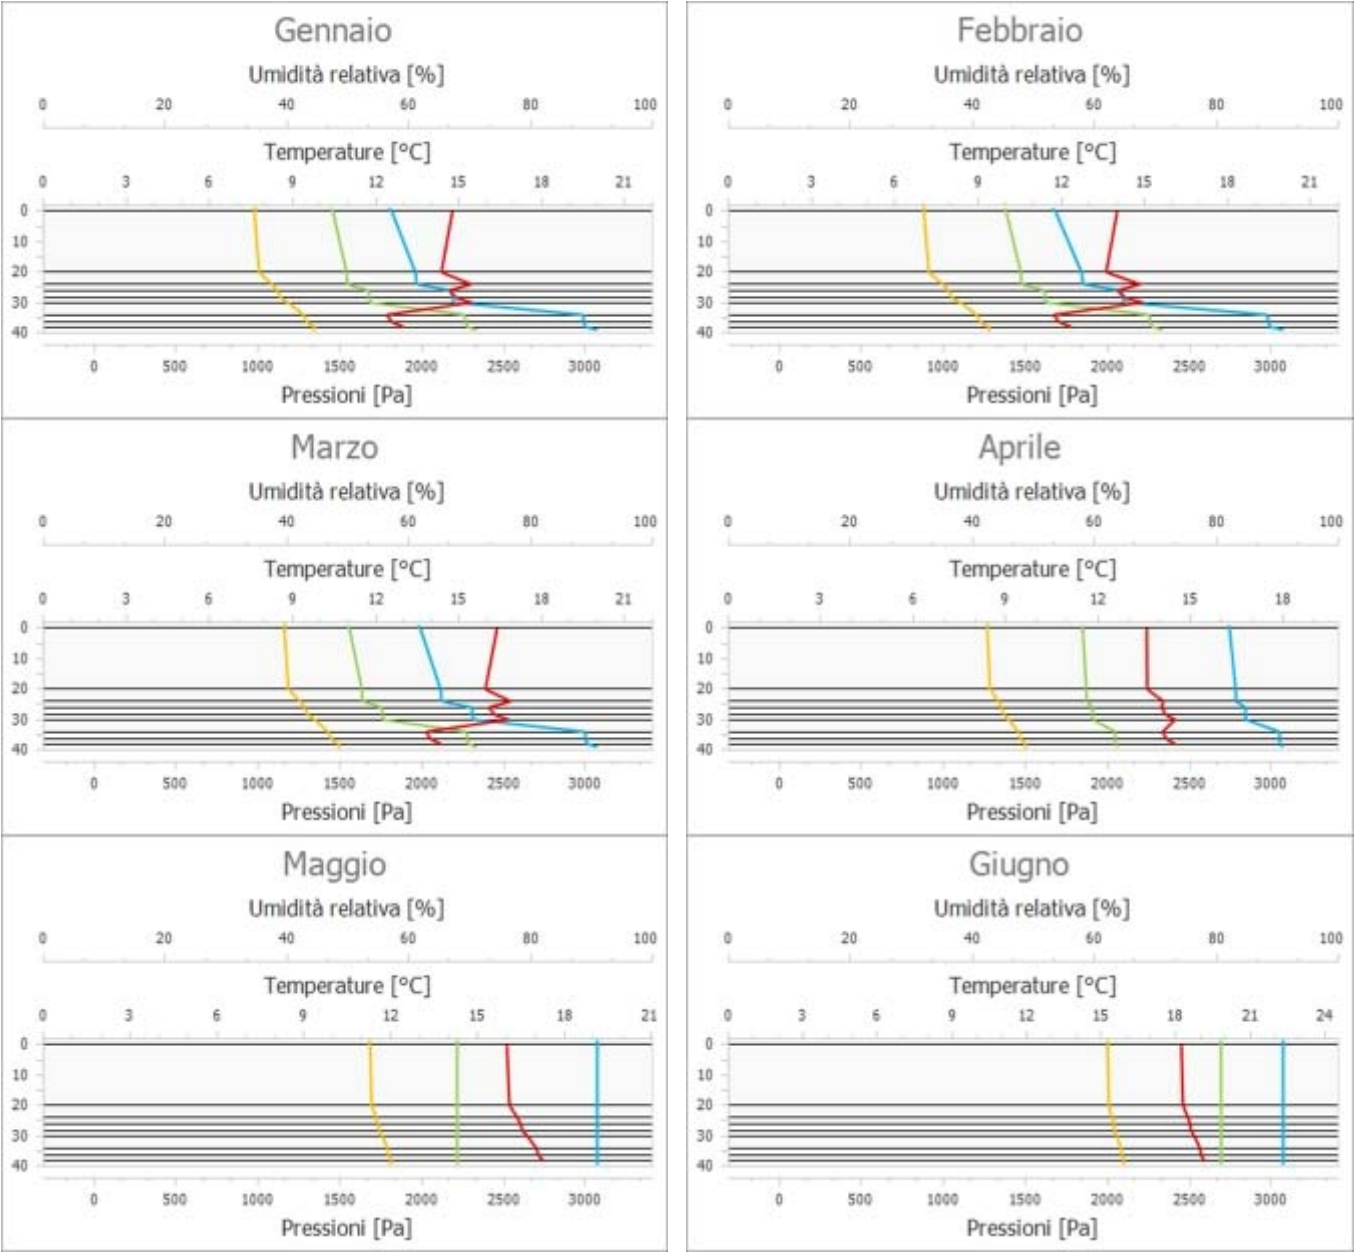 Gennaio
Umidità relativa [%]
0 20 40 60 80 100
Temperature [°C]
0 3 6 9 12 15 18 21
0
10
20
30
40
0 500 1000 1500 2000 2500 3000
Pressioni [Pa]
Febbraio
Umidità relativa [%]
0 20 40 60 80 100
Temperature [°C]
0 3 6 9 12 15 18 21
0
10
20
30
40
0 500 1000 1500 2000 2500 3000
Pressioni [Pa]
Marzo
Umidità relativa [%]
0 20 40 60 80 100
Temperature [°C]
0 3 6 9 12 15 18 21
0
10
20
30
40
0 500 1000 1500 2000 2500 3000
Pressioni [Pa]
Aprile
Umidità relativa [%]
0 20 40 60 80 100
Temperature [°C]
0 3 6 9 12 15 18
0
10
20
30
40
0 500 1000 1500 2000 2500 3000
Pressioni [Pa]
Maggio
Umidità relativa [%]
0 20 40 60 80 100
Temperature [°C]
0 3 6 9 12 15 18 21
0
10
20
30
40
0 500 1000 1500 2000 2500 3000
Pressioni [Pa]
Giugno
Umidità relativa [%]
0 20 40 60 80 100
Temperature [°C]
0 3 6 9 12 15 18 21 24
0
10
20
30
40
0 500 1000 1500 2000 2500 3000
Pressioni [Pa]